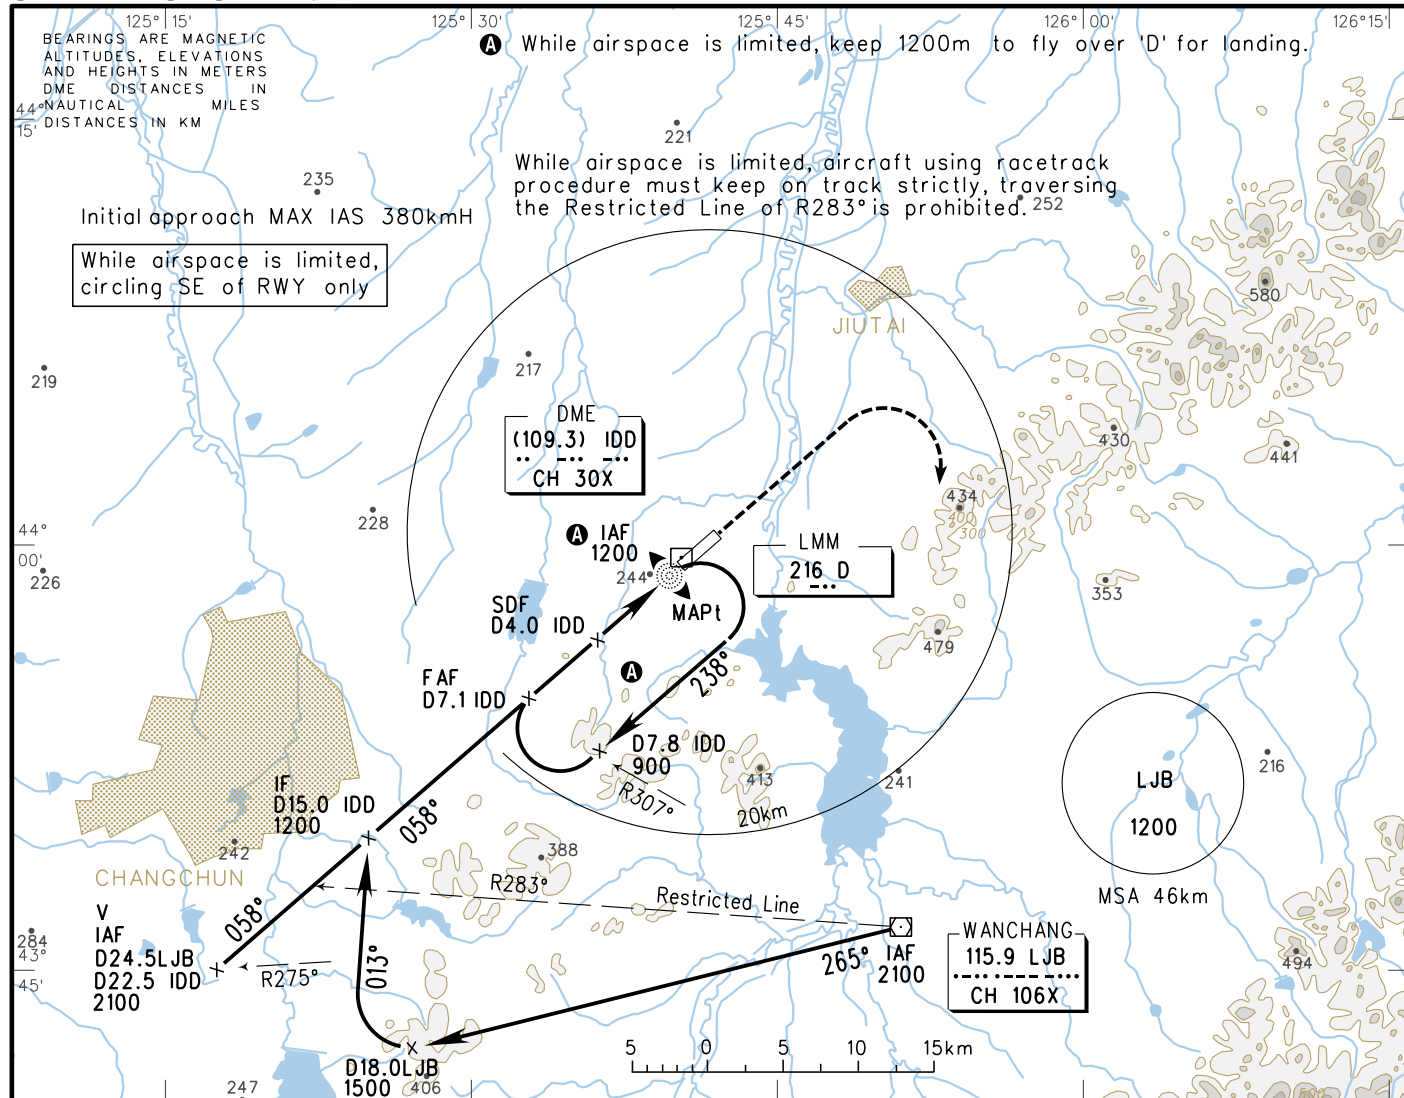 125° 15'
125° 30'
125° 45'
126° 00'
126° 15'
BEARINGS ARE MAGNETIC
ALTITUDES, ELEVATIONS
AND HEIGHTS IN METERS
DME DISTANCES IN
NAUTICAL MILES
DISTANCES IN KM
44°
15'
A While airspace is limited, keep 1200m to fly over 'D' for landing.
221
While airspace is limited, aircraft using racetrack
procedure must keep on track strictly, traversing
the Restricted Line of R283° is prohibited.
252
235
Initial approach MAX IAS 380kmH
While airspace is limited,
circling SE of RWY only
580
JIUTAI
219
217
DME
(109.3) IDD
CH 30X
430
441
434
400
300
228
44°
00'
226
A IAF
1200
244
LMM
216 D
MAPt
353
SDF
D4.0 IDD
479
238°
A
FAF
D7.1 IDD
D7.8 IDD
900
R307°
413
241
216
20km
LJB
1200
MSA 46km
IF
D15.0 IDD
1200
058°
242
388
CHANGCHUN
R283°
Restricted Line
V
IAF
D24.5LJB
D22.5 IDD
2100
058°
284
43°
45'
R275°
013°
265°
IAF
2100
WANCHANG
115.9 LJB
CH 106X
494
5 0 5 10 15km
D18.0LJB
1500
406
247
500